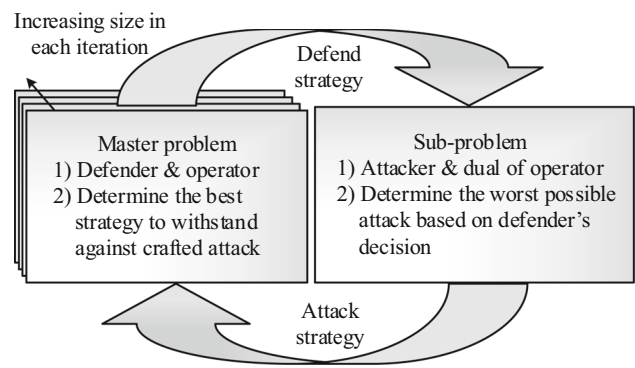 Increasing size in
each iteration
Defend
strategy
Master problem
1) Defender & operator
2) Determine the best
strategy to withstand
against crafted attack
Sub-problem
1) Attacker & dual of operator
2) Determine the worst possible
attack based on defender's
decision
Attack
strategy